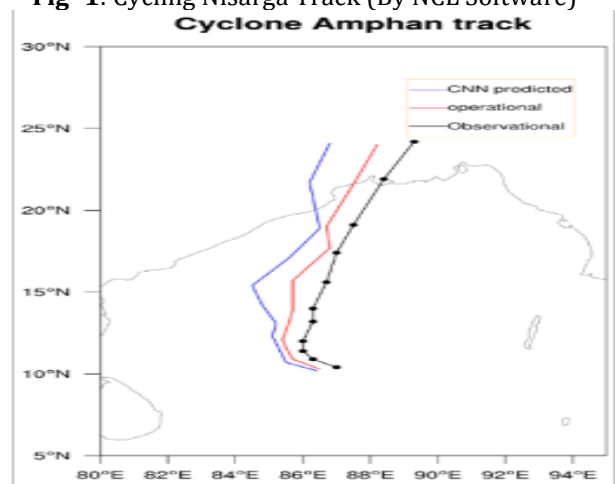 Fig 1: Cycling Nisarga Track (By NCL Software)
Cyclone Amphan track
30°N
CNN predicted
operational
Observational
25°N
20°N
15°N
10°N
5°N
80°E 82°E 84°E 86°E 88°E 90°E 92°E 94°E